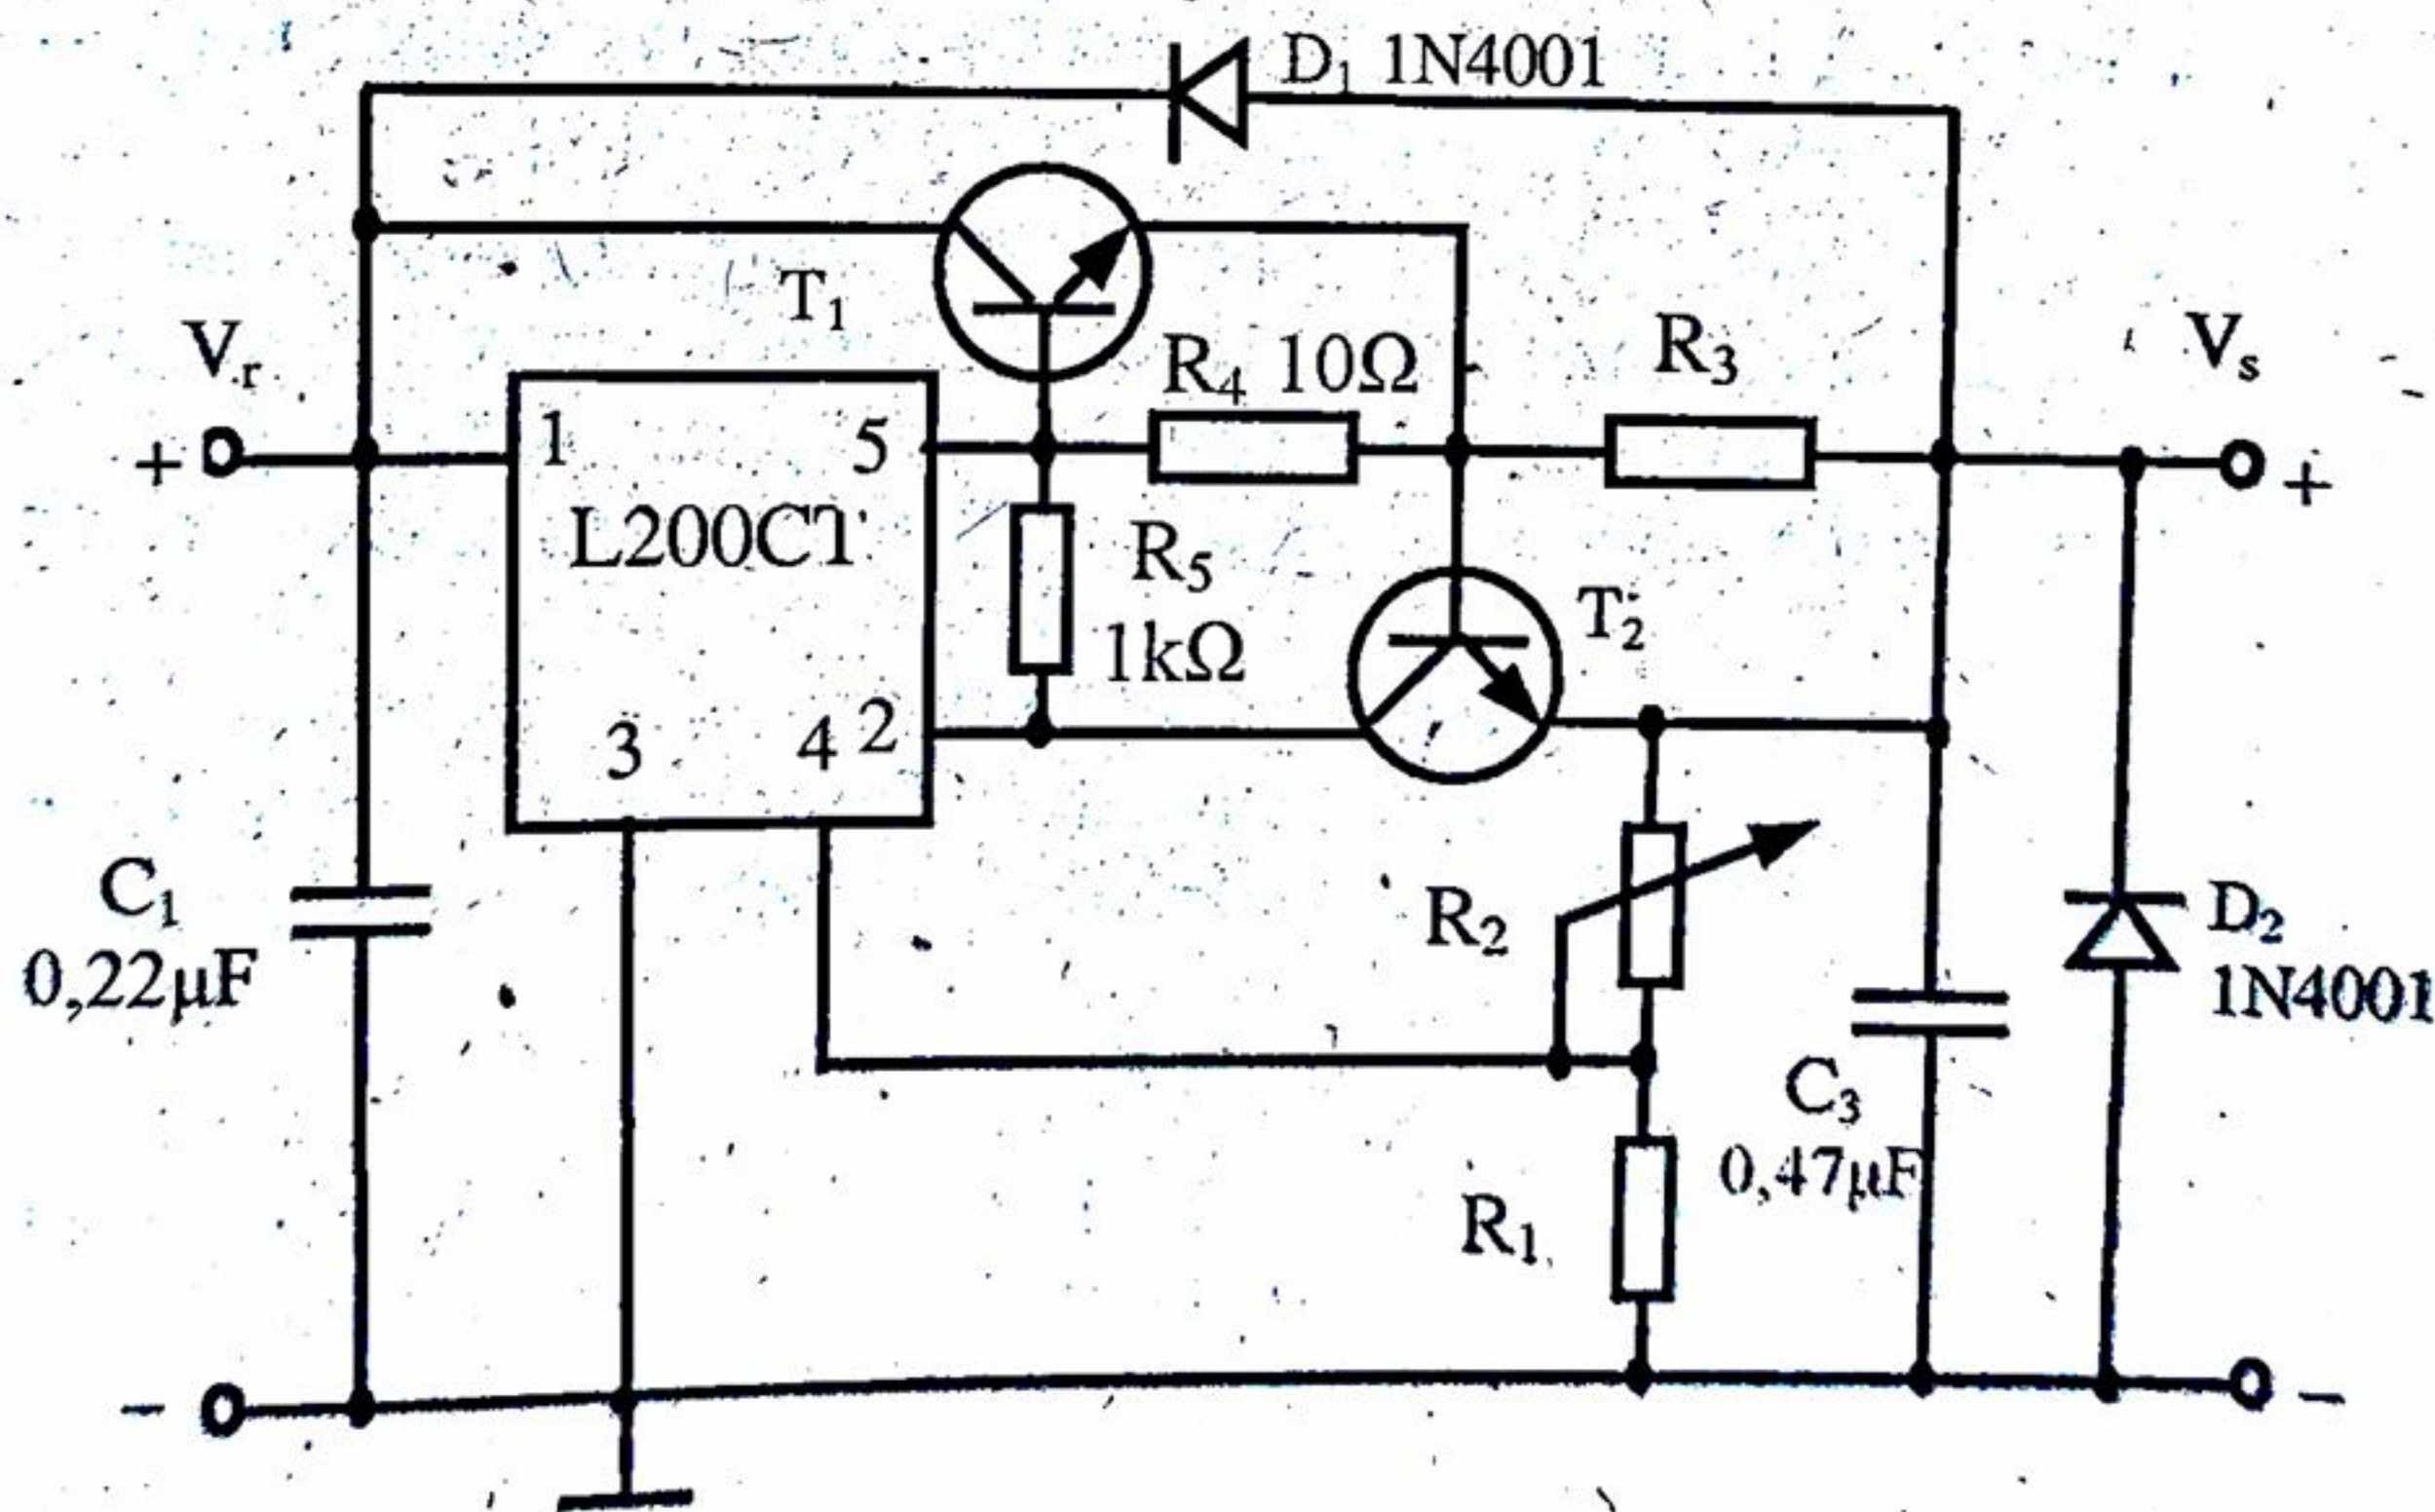 D₁ 1N4001
T₁
Vr
+
R₄ 10Ω
R₃
Vs
+
1
5
L200CT
R₅
1kΩ
T₂
3
4
2
C₁
0,22µF
R₂
D₂
1N4001
C₃
0,47µF
R₁
−
−